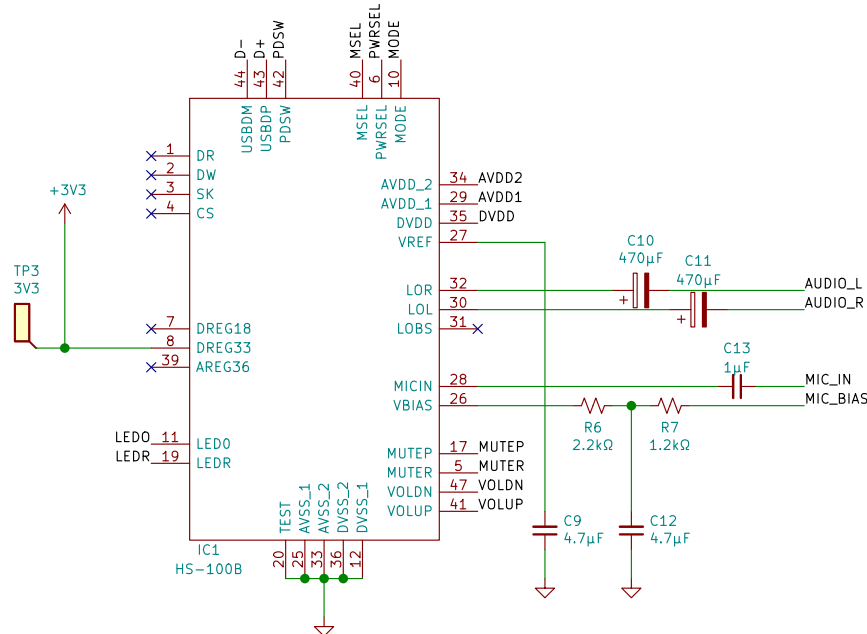 D-
D+
PDSW
MSEL
PWRSEL
MODE
44
43
42
40
6
10
USBDM
USBDP
PDSW
MSEL
PWRSEL
MODE
1 DR
2 DW
3 SK
4 CS
+3V3
TP3
3V3
7 DREG18
8 DREG33
39 AREG36
LEDO 11 LEDO
LEDR 19 LEDR
AVDD_2 34 AVDD2
AVDD_1 29 AVDD1
DVDD 35 DVDD
VREF 27
LOR 32
LOL 30
LOBS 31
C10
470µF
+
C11
470µF
+
AUDIO_L
AUDIO_R
MICIN 28
VBIAS 26
C13
1µF
MIC_IN
MIC_BIAS
R6
2.2kΩ
R7
1.2kΩ
MUTEP 17 MUTEP
MUTER 5 MUTER
VOLDN 47 VOLDN
VOLUP 41 VOLUP
C9
4.7µF
C12
4.7µF
TEST
AVSS_1
AVSS_2
DVSS_2
DVSS_1
20
25
33
36
12
IC1
HS-100B